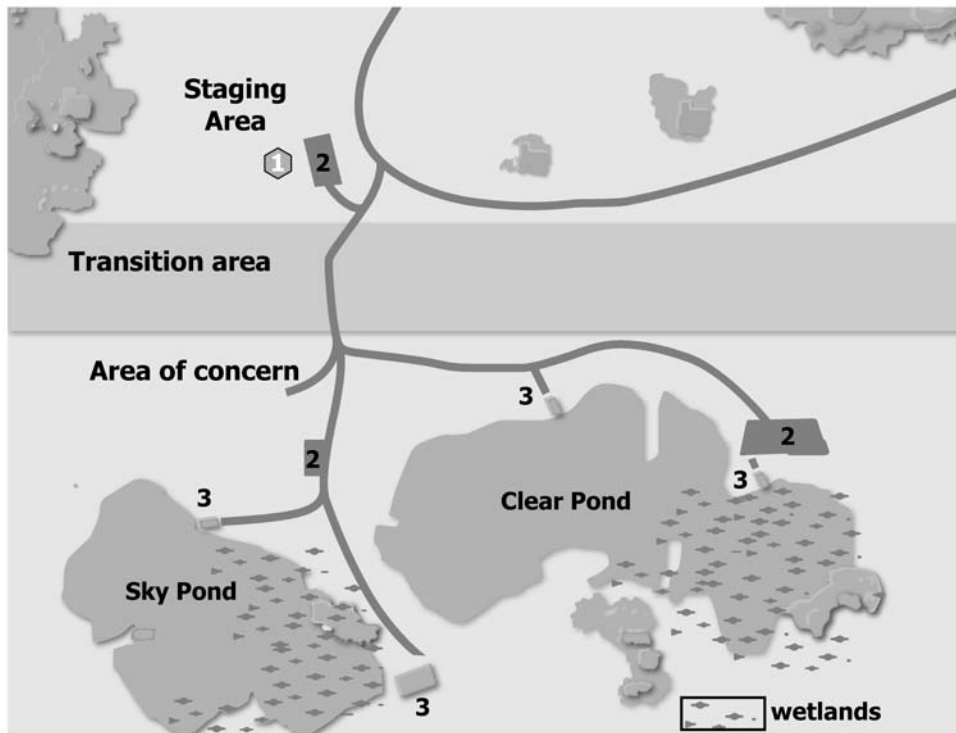 Staging
Area
1
2
Transition area
Area of concern
3
2
2
3
3
Clear Pond
Sky Pond
3
wetlands